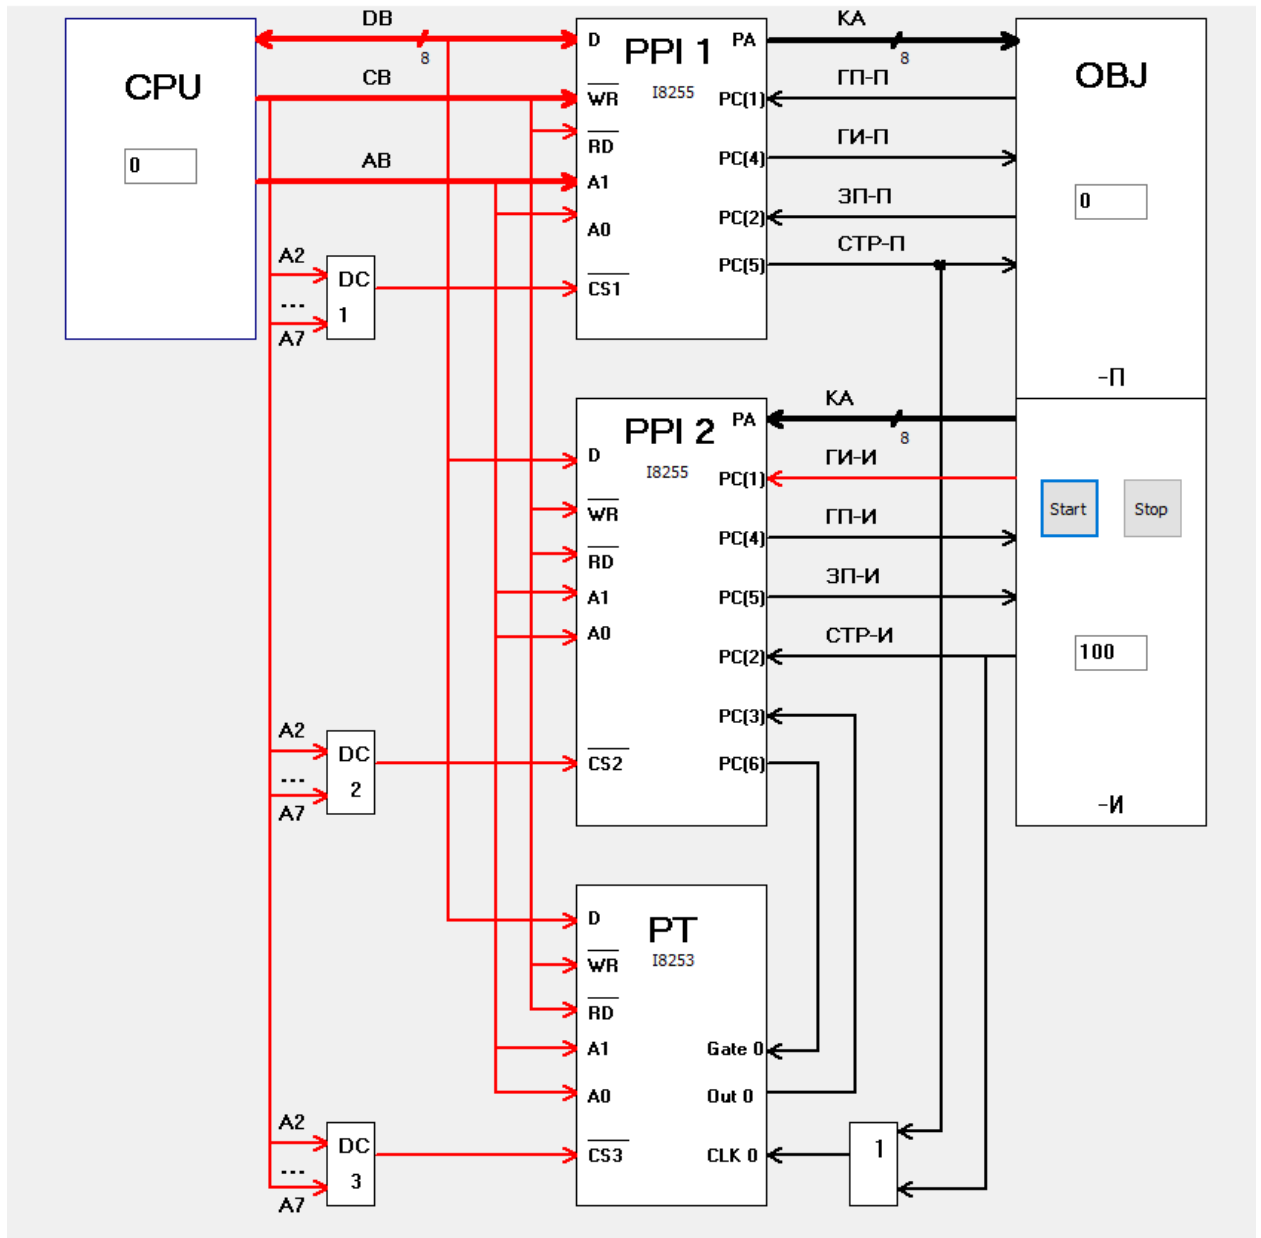 DB
KA
D
PPI 1
PA
8
8
CPU
OBJ
CB
ГП-П
I8255
WR
PC(1)
RD
ГИ-П
0
AB
PC(4)
A1
ЗП-П
0
PC(2)
A0
СТР-П
A2
PC(5)
DC
CS1
...
1
A7
-П
KA
PPI 2
PA
8
D
ГИ-И
I8255
PC(1)
Start
Stop
WR
ГП-И
PC(4)
RD
ЗП-И
A1
PC(5)
A0
СТР-И
100
PC(2)
PC(3)
A2
DC
CS2
PC(6)
...
2
A7
-И
D
PT
I8253
WR
RD
A1
Gate 0
A0
Out 0
A2
DC
1
CS3
CLK 0
...
3
A7